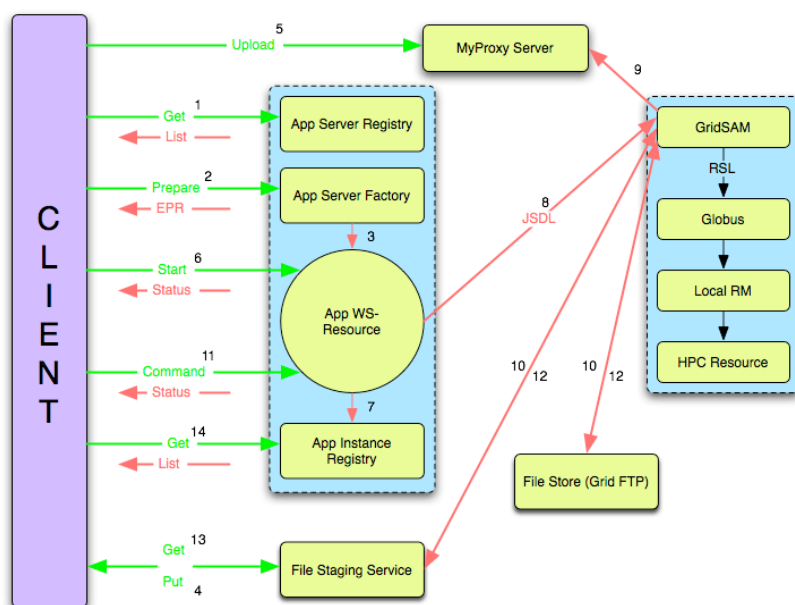 CLIENT
5
Upload
MyProxy Server
9
1
Get
List
App Server Registry
GridSAM
RSL
2
Prepare
EPR
App Server Factory
3
8
JSDL
Globus
6
Start
Status
App WS-
Resource
Local RM
11
Command
Status
10
12
10
12
HPC Resource
7
14
Get
List
App Instance
Registry
File Store (Grid FTP)
13
Get
Put
4
File Staging Service